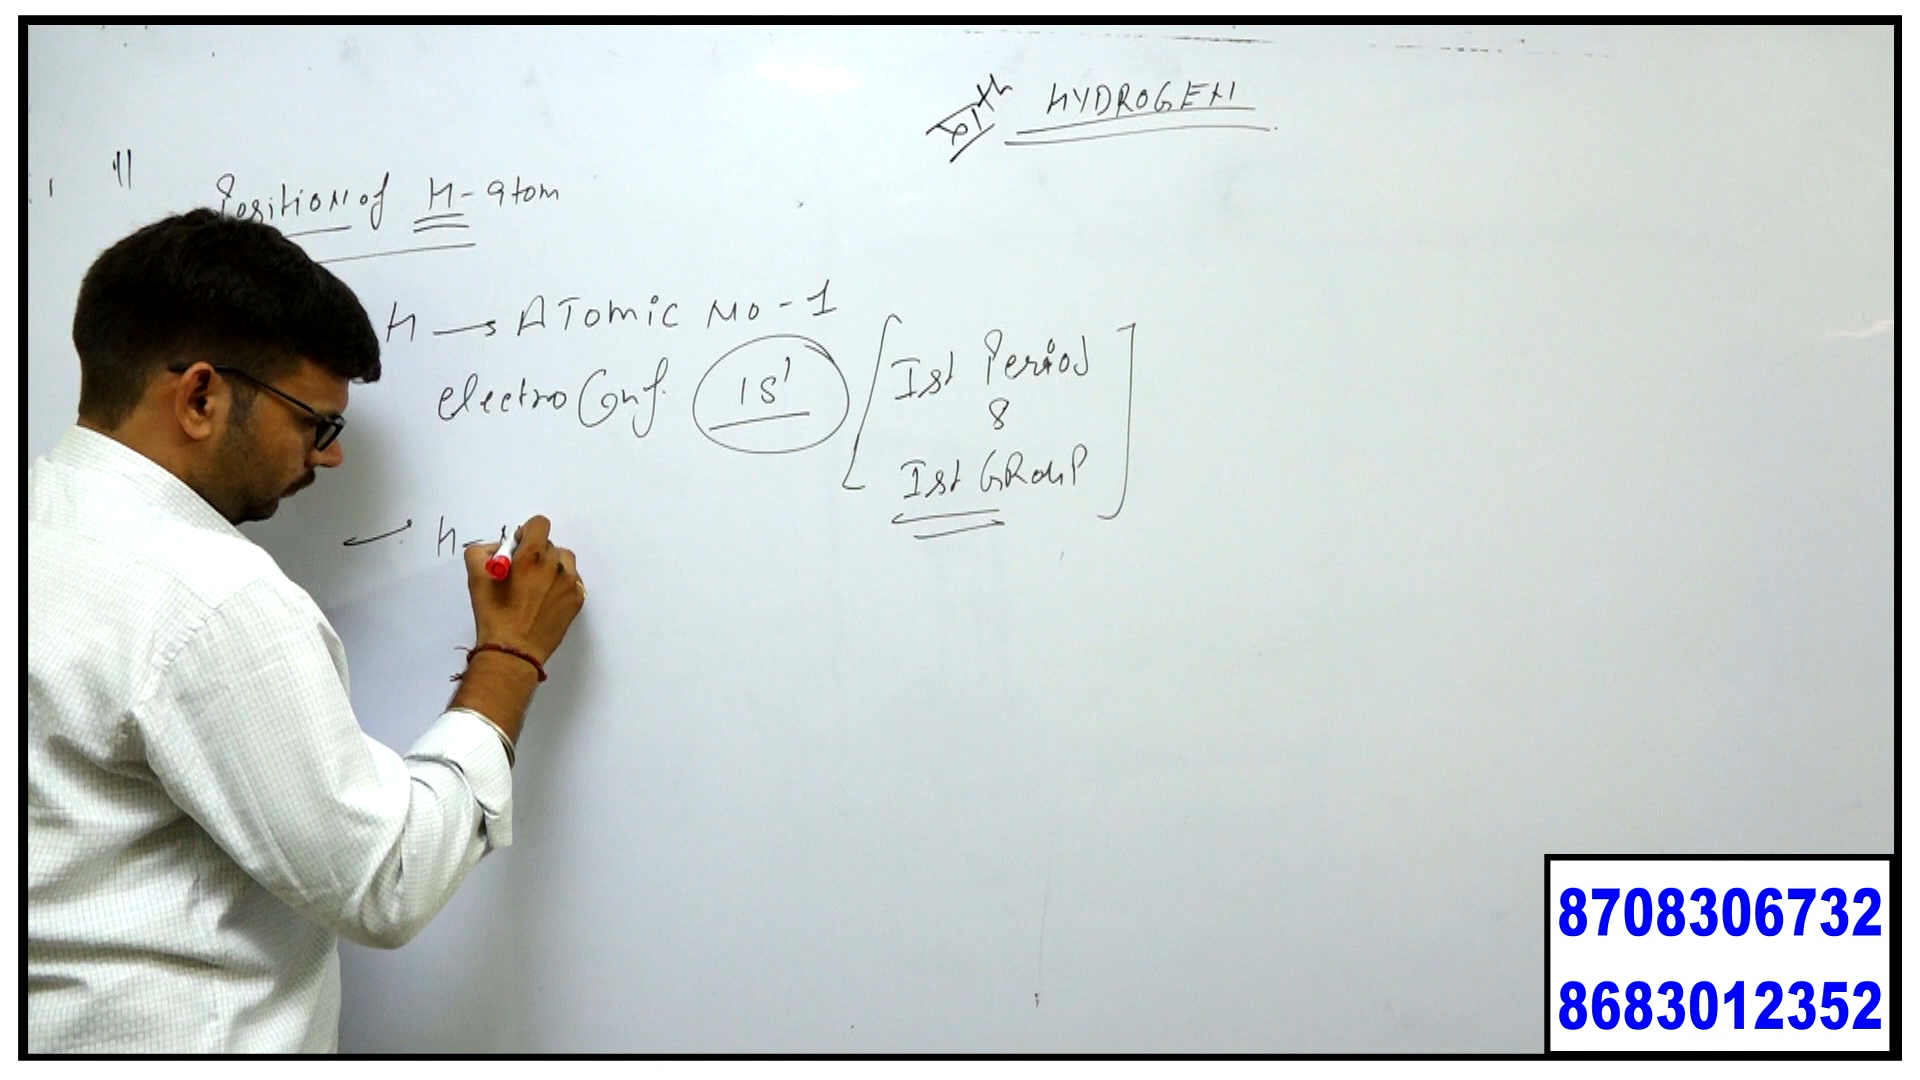 HYDROGEN
Position of H-atom
H → ATomic No-1
electro Conf. 1S¹
Ist Period
&
Ist GRouP
H-
8708306732
8683012352